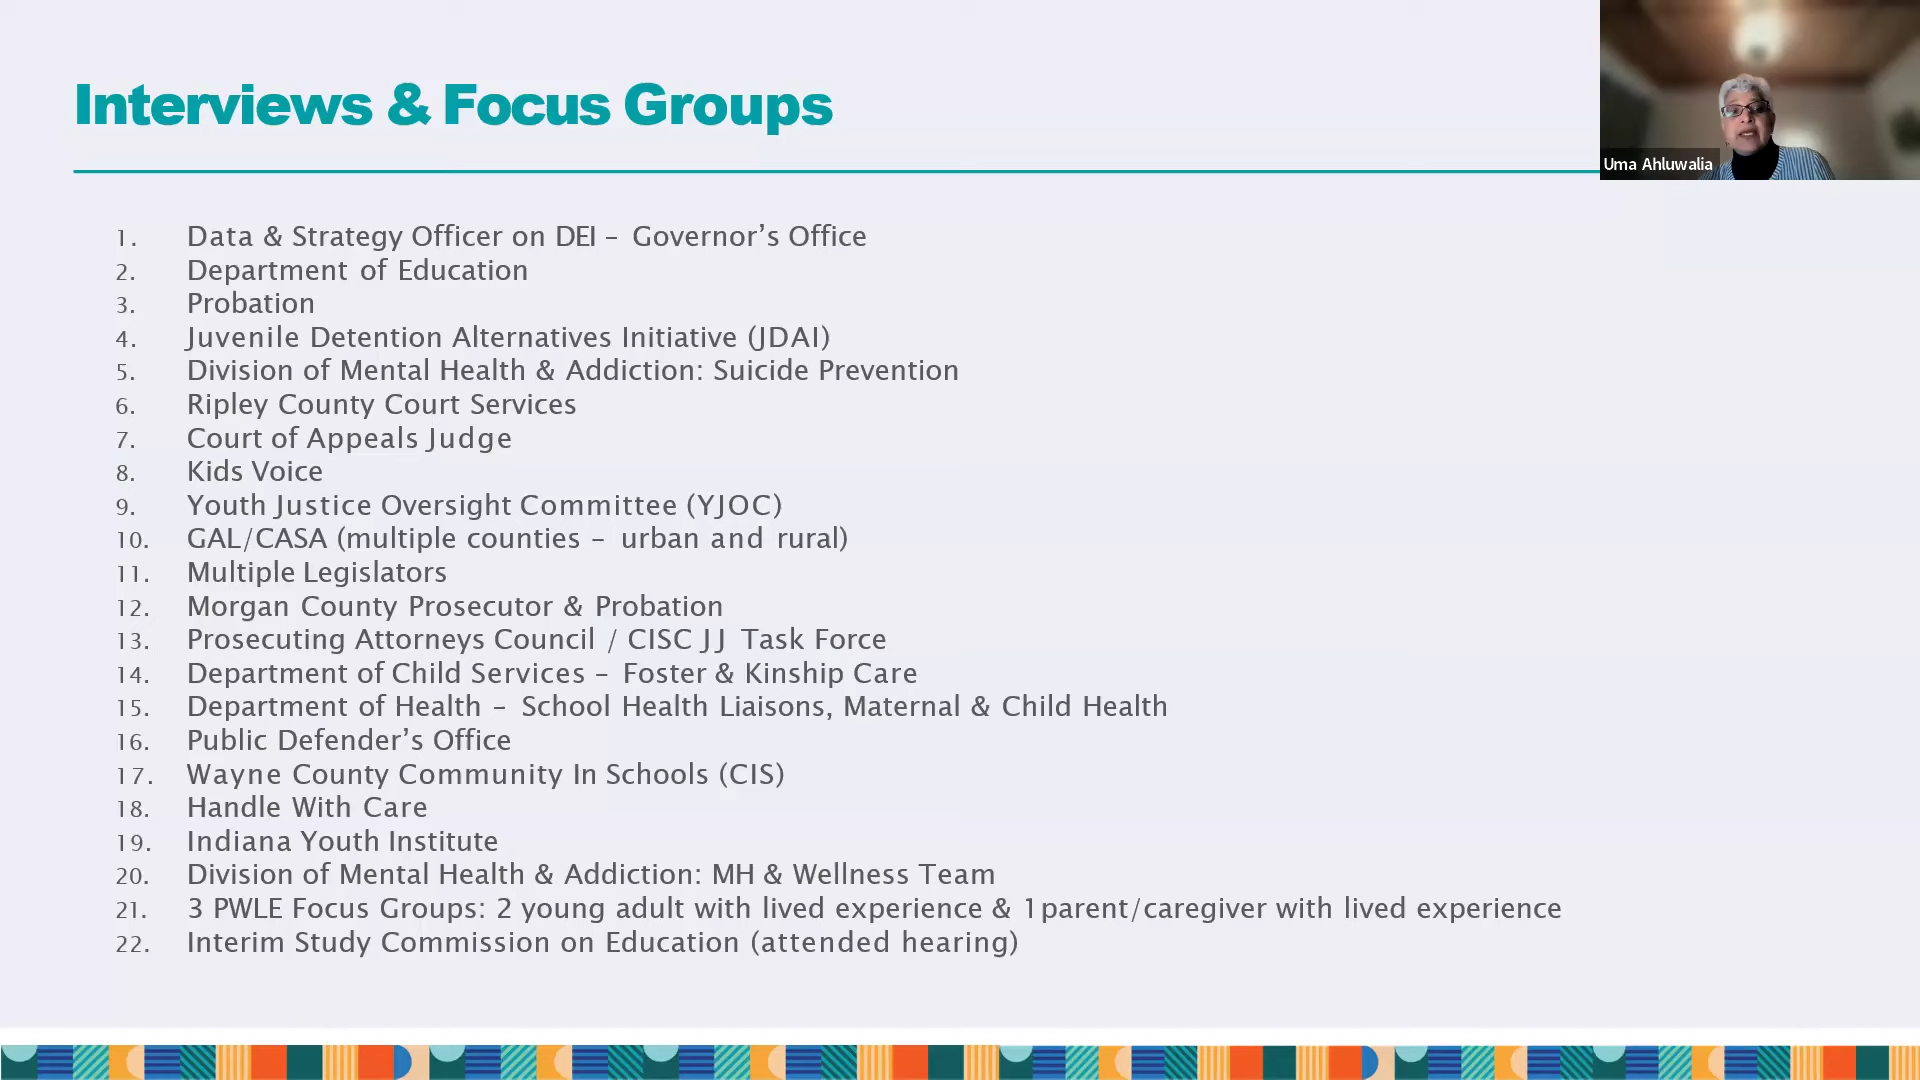 Interviews & Focus Groups
Uma Ahluwalia
1. Data & Strategy Officer on DEI – Governor’s Office
2. Department of Education
3. Probation
4. Juvenile Detention Alternatives Initiative (JDAI)
5. Division of Mental Health & Addiction: Suicide Prevention
6. Ripley County Court Services
7. Court of Appeals Judge
8. Kids Voice
9. Youth Justice Oversight Committee (YJOC)
10. GAL/CASA (multiple counties – urban and rural)
11. Multiple Legislators
12. Morgan County Prosecutor & Probation
13. Prosecuting Attorneys Council / CISC JJ Task Force
14. Department of Child Services – Foster & Kinship Care
15. Department of Health – School Health Liaisons, Maternal & Child Health
16. Public Defender’s Office
17. Wayne County Community In Schools (CIS)
18. Handle With Care
19. Indiana Youth Institute
20. Division of Mental Health & Addiction: MH & Wellness Team
21. 3 PWLE Focus Groups: 2 young adult with lived experience & 1 parent/caregiver with lived experience
22. Interim Study Commission on Education (attended hearing)